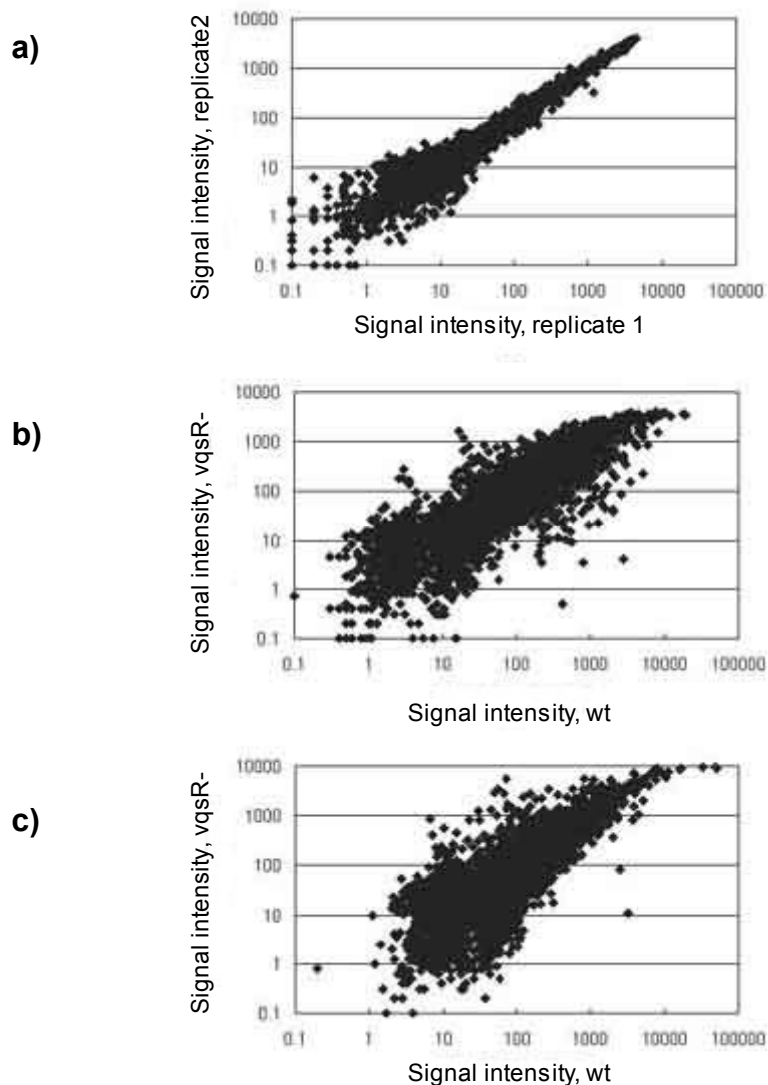 a)
Signal intensity, replicate2
1000
100
10
1
0.1
0.1 1 10 100 1000 10000 100000
Signal intensity, replicate 1
b)
Signal intensity, vqsR-
10000
1000
100
10
1
0.1
0.1 1 10 100 1000 10000 100000
Signal intensity, wt
c)
Signal intensity, vqsR-
10000
1000
100
10
1
0.1
0.1 1 10 100 1000 10000 100000
Signal intensity, wt